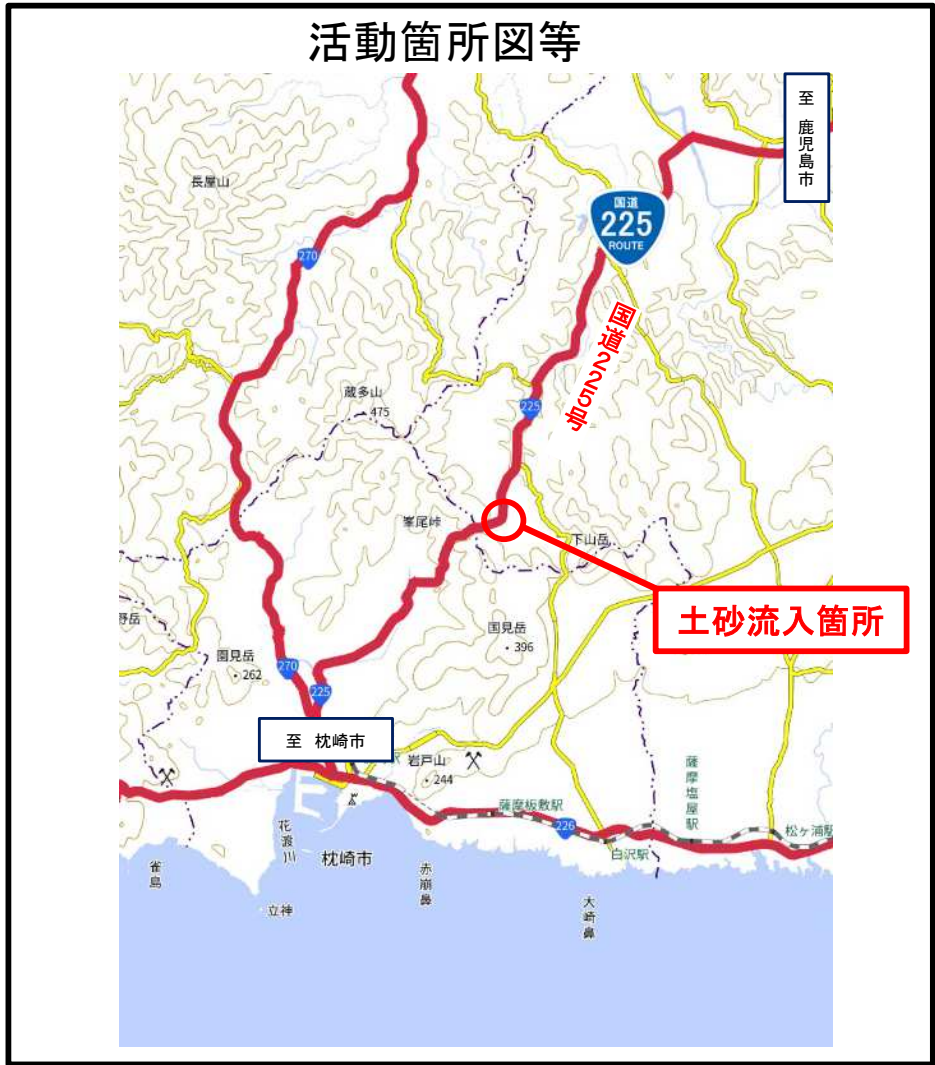 活動箇所図等
至 鹿児島市
長屋山
国道
225
ROUTE
270
国道225号
蔵多山
・475
225
峯尾峠
下山岳
土砂流入箇所
野岳
国見岳
・396
園見岳
・262
270
225
至 枕崎市
駅
岩戸山
・244
薩摩塩屋駅
薩摩板敷駅
226
松ヶ浦駅
白沢駅
花渡川
枕崎市
赤崩鼻
雀島
大崎鼻
立神